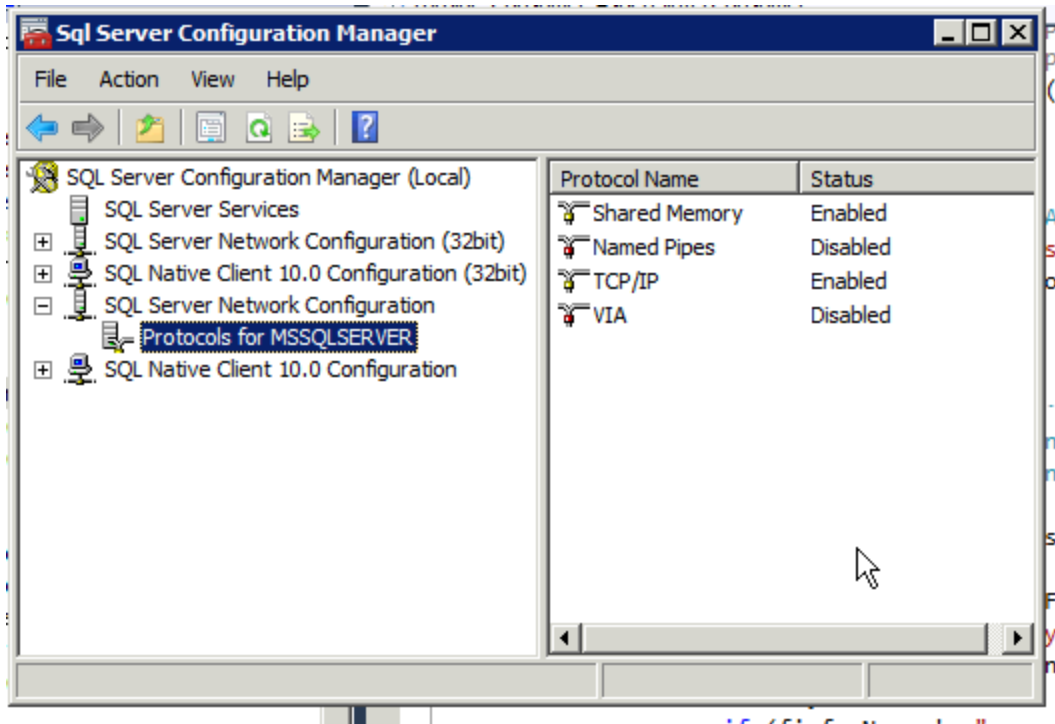 Sql Server Configuration Manager
File Action View Help
SQL Server Configuration Manager (Local)
SQL Server Services
SQL Server Network Configuration (32bit)
SQL Native Client 10.0 Configuration (32bit)
SQL Server Network Configuration
Protocols for MSSQLSERVER
SQL Native Client 10.0 Configuration
Protocol Name Status
Shared Memory Enabled
Named Pipes Disabled
TCP/IP Enabled
VIA Disabled